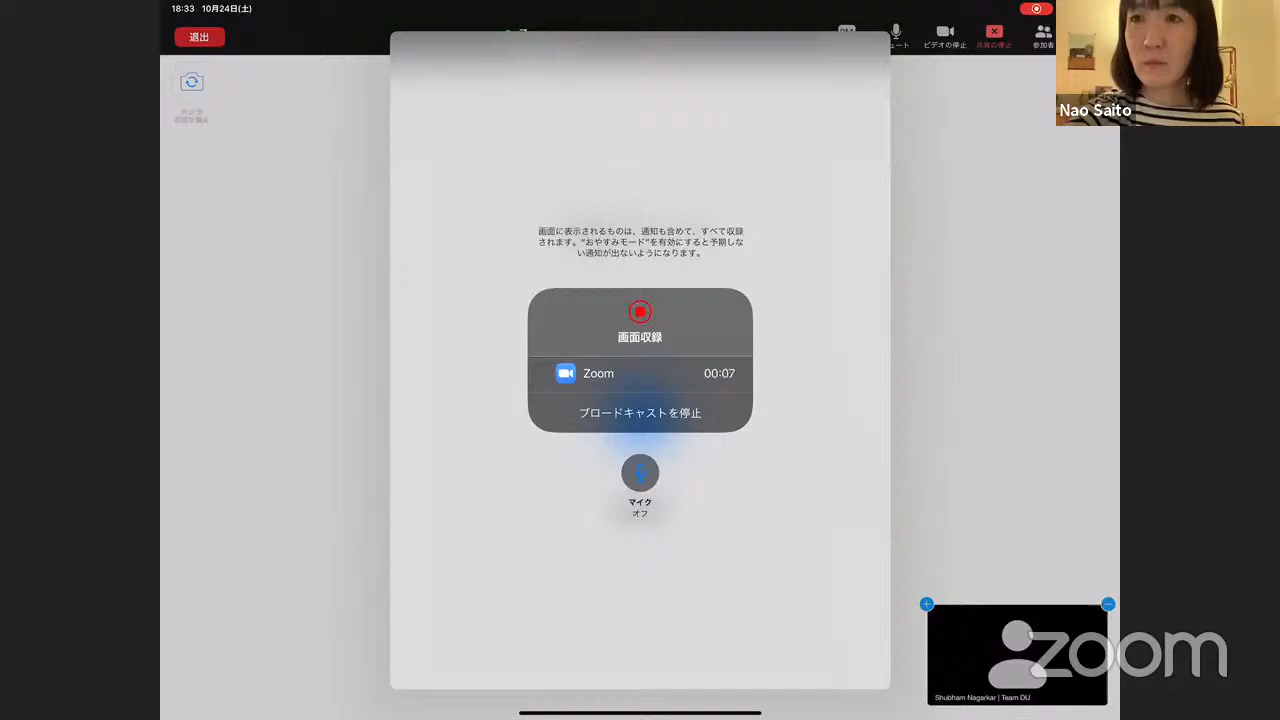 18:33 10月24日(土)
退出
ュート
ビデオの停止
共有の停止
参加者
Nao Saito
画面に表示されるものは、通知も含めて、すべて収録
されます。“おやすみモード”を有効にすると予期しな
い通知が出ないようになります。
画面収録
Zoom 00:07
ブロードキャストを停止
マイク
オフ
Shubham Nagarkar | Team DU
zoom